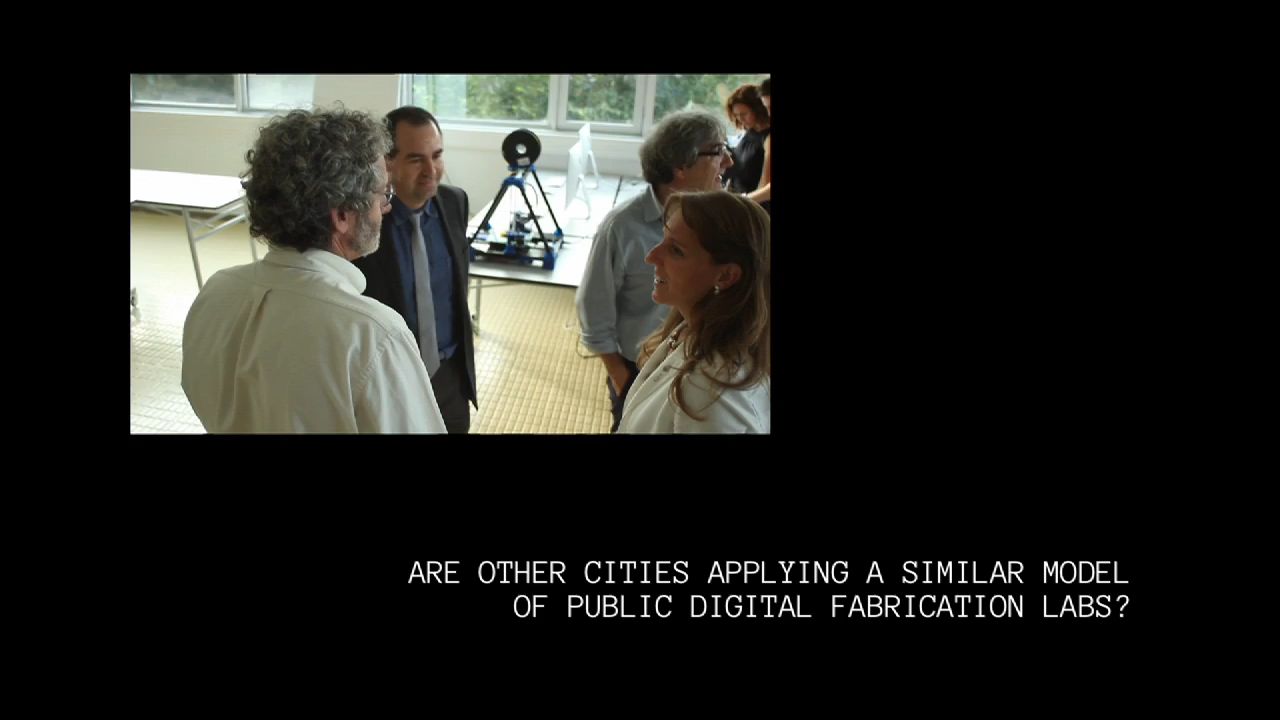 ARE OTHER CITIES APPLYING A SIMILAR MODEL
OF PUBLIC DIGITAL FABRICATION LABS?